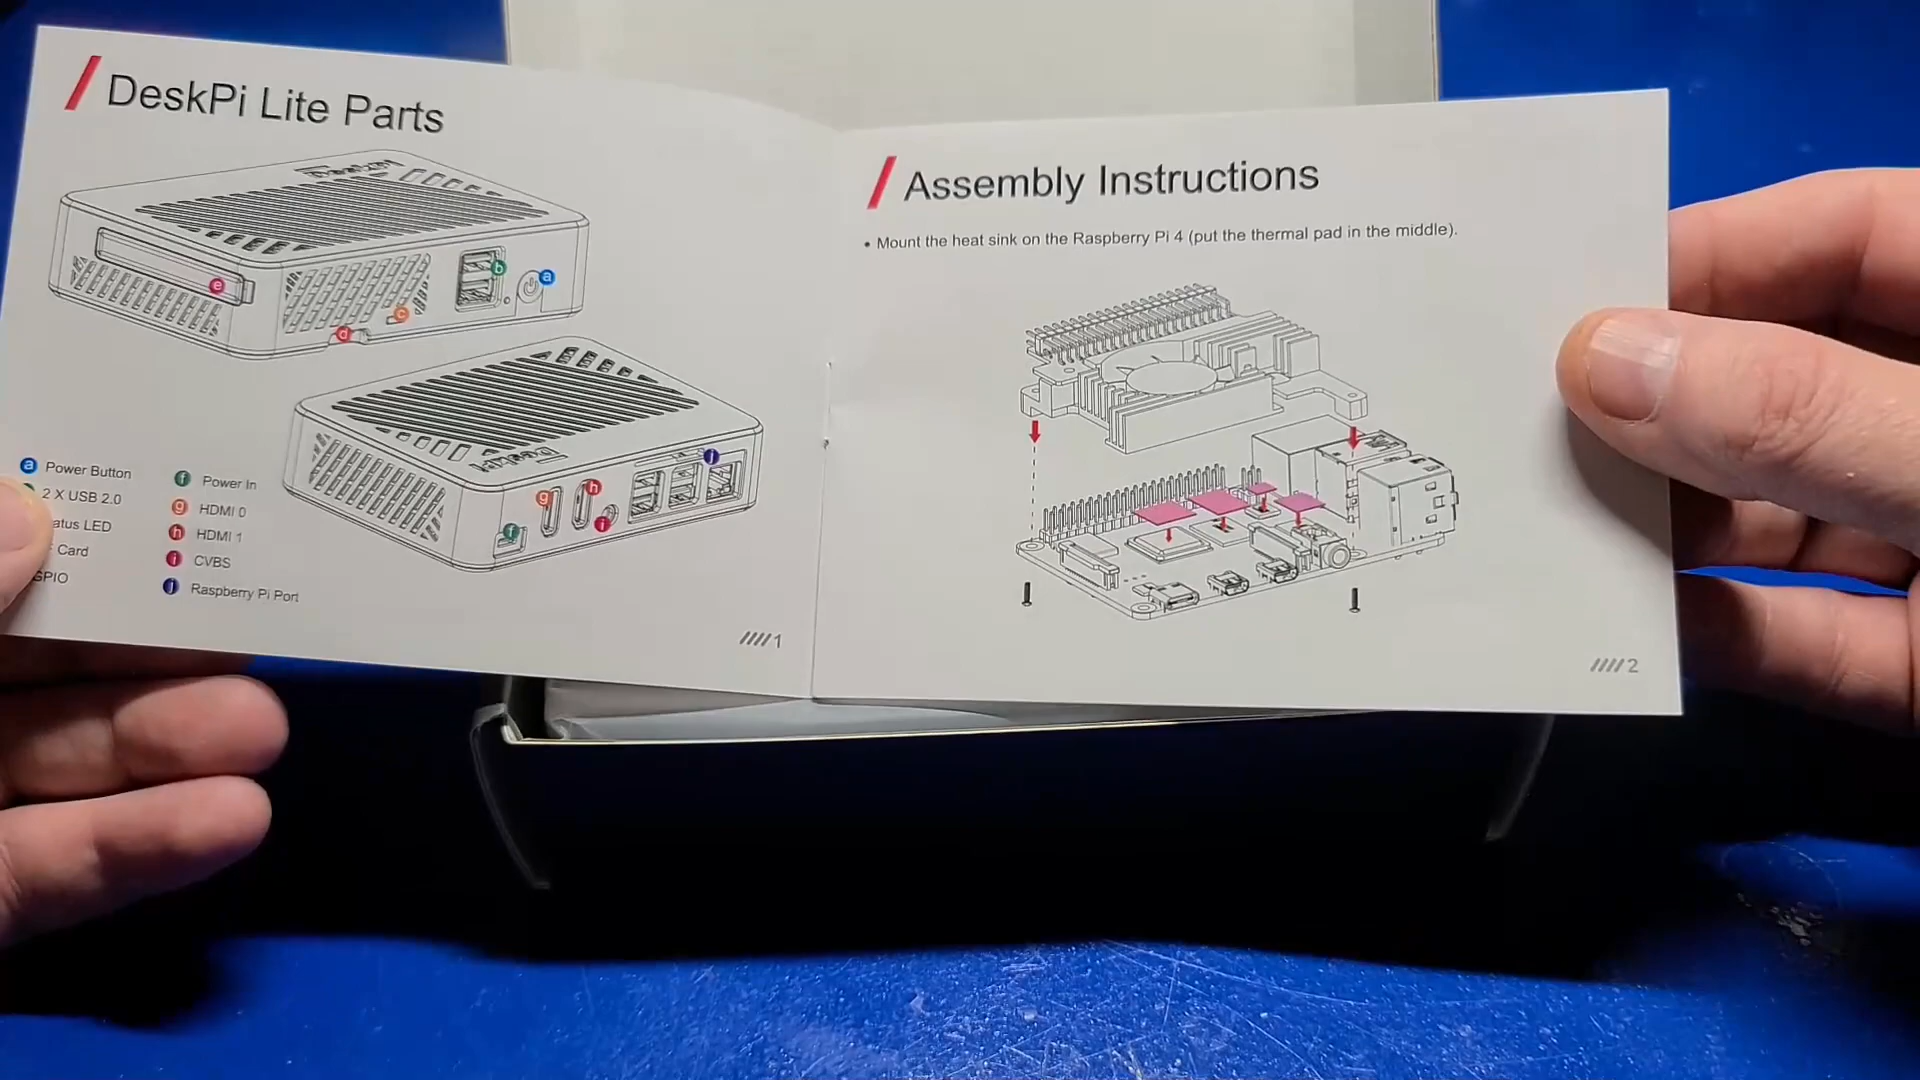 DeskPi Lite Parts
e
d
c
b
a
g
h
f
i
j
a Power Button
2 X USB 2.0
atus LED
Card
GPIO
f Power In
g HDMI 0
h HDMI 1
i CVBS
j Raspberry Pi Port
////1
Assembly Instructions
• Mount the heat sink on the Raspberry Pi 4 (put the thermal pad in the middle).
////2